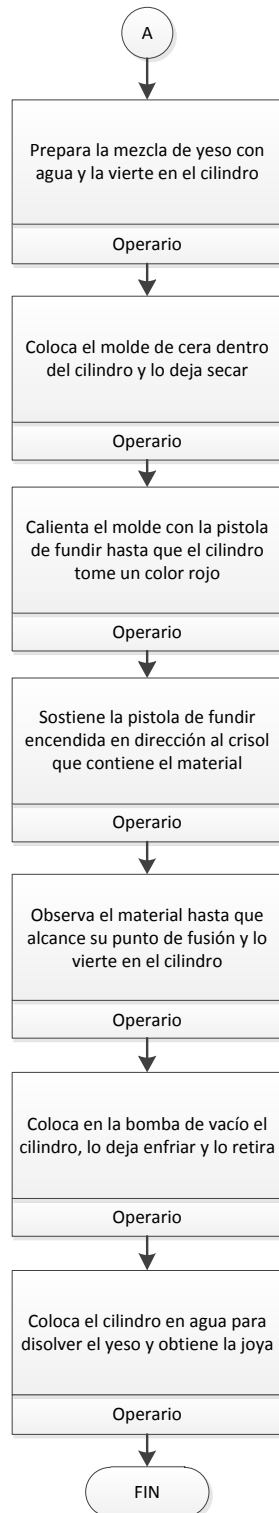 A
Prepara la mezcla de yeso con
agua y la vierte en el cilindro
Operario
Coloca el molde de cera dentro
del cilindro y lo deja secar
Operario
Calienta el molde con la pistola
de fundir hasta que el cilindro
tome un color rojo
Operario
Sostiene la pistola de fundir
encendida en dirección al crisol
que contiene el material
Operario
Observa el material hasta que
alcance su punto de fusión y lo
vierte en el cilindro
Operario
Coloca en la bomba de vacío el
cilindro, lo deja enfriar y lo retira
Operario
Coloca el cilindro en agua para
disolver el yeso y obtiene la joya
Operario
FIN